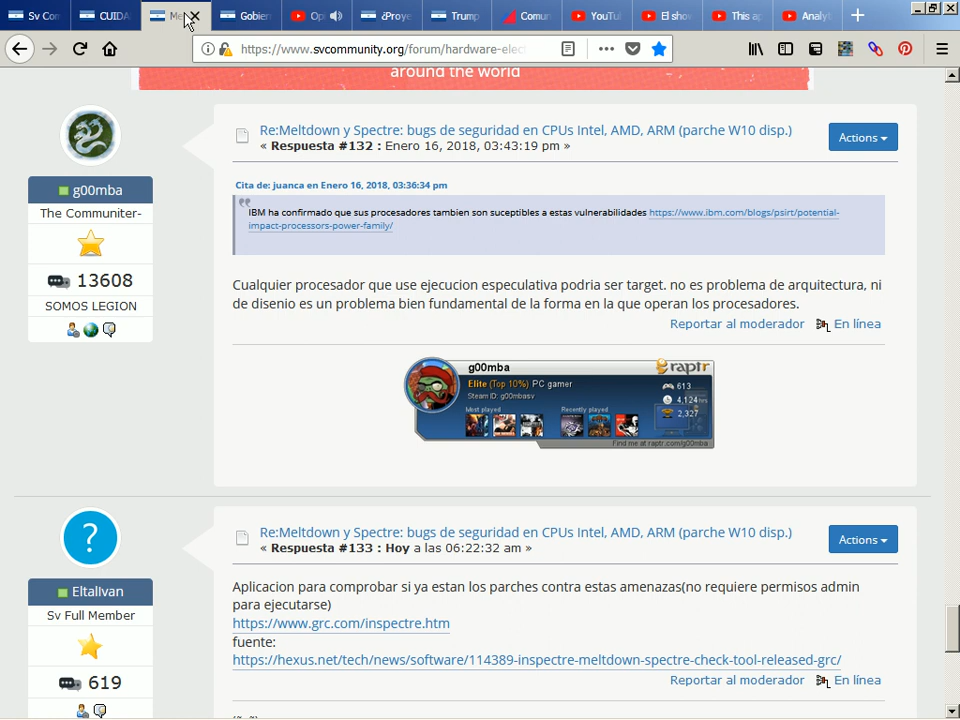 Sv Com
CUIDA
Me
Gobien
Op
¿Proye
Trump
Comun
YouTu
El sho
This ap
Analy
https://www.svcommunity.org/forum/hardware-elec
around the world
Re:Meltdown y Spectre: bugs de seguridad en CPUs Intel, AMD, ARM (parche W10 disp.)
« Respuesta #132 : Enero 16, 2018, 03:43:19 pm »
Actions
g00mba
The Communiter-
13608
SOMOS LEGION
Cita de: juanca en Enero 16, 2018, 03:36:34 pm
IBM ha confirmado que sus procesadores tambien son suceptibles a estas vulnerabilidades https://www.ibm.com/blogs/psirt/potential-
impact-processors-power-family/
Cualquier procesador que use ejecucion especulativa podria ser target. no es problema de arquitectura, ni
de disenio es un problema bien fundamental de la forma en la que operan los procesadores.
Reportar al moderador En línea
g00mba
raptr
Elite (Top 10%) PC gamer
Steam ID: g00mbasv
613
4,124hrs
2,327
Most played
Recently played
Find me at raptr.com/g00mba
Re:Meltdown y Spectre: bugs de seguridad en CPUs Intel, AMD, ARM (parche W10 disp.)
« Respuesta #133 : Hoy a las 06:22:32 am »
Actions
?
EltalIvan
Sv Full Member
619
Aplicacion para comprobar si ya estan los parches contra estas amenazas(no requiere permisos admin
para ejecutarse)
https://www.grc.com/inspectre.htm
fuente:
https://hexus.net/tech/news/software/114389-inspectre-meltdown-spectre-check-tool-released-grc/
Reportar al moderador En línea